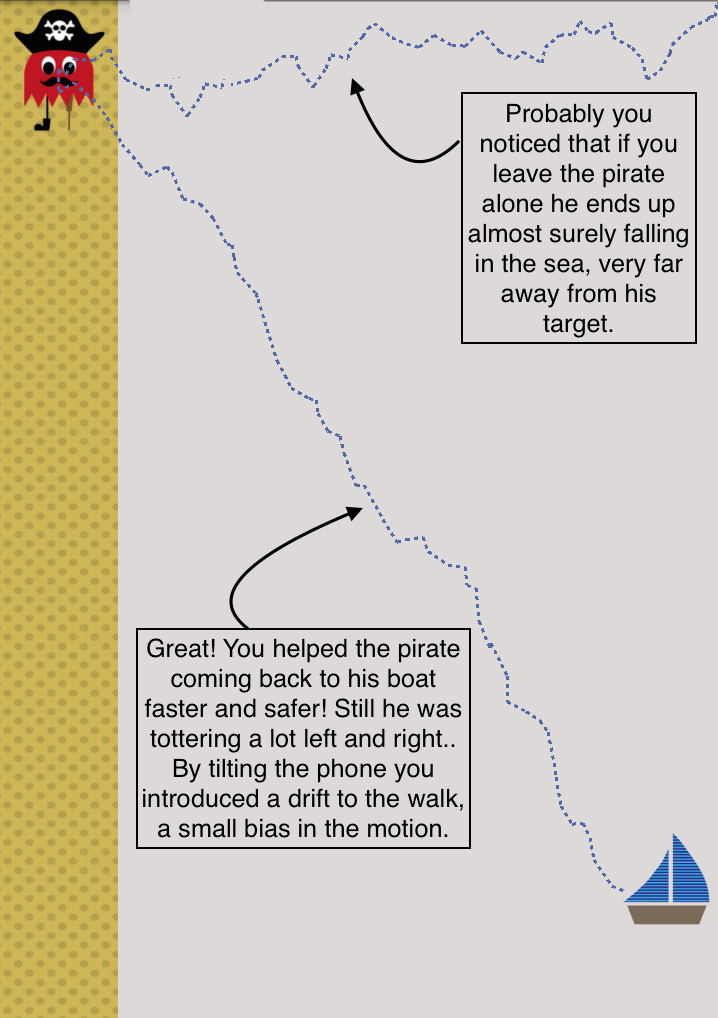 Probably you
noticed that if you
leave the pirate
alone he ends up
almost surely falling
in the sea, very far
away from his
target.
Great! You helped the pirate
coming back to his boat
faster and safer! Still he was
tottering a lot left and right..
By tilting the phone you
introduced a drift to the walk,
a small bias in the motion.